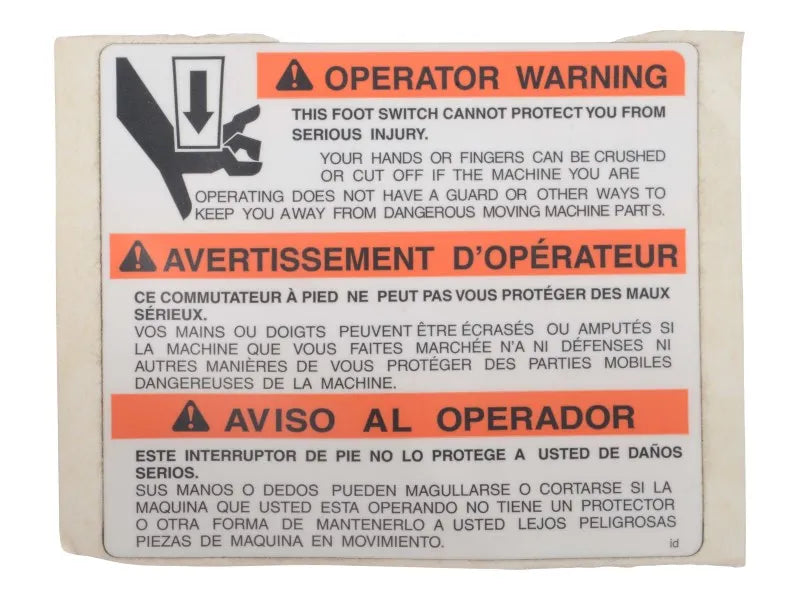 OPERATOR WARNING
THIS FOOT SWITCH CANNOT PROTECT YOU FROM
SERIOUS INJURY.
YOUR HANDS OR FINGERS CAN BE CRUSHED
OR CUT OFF IF THE MACHINE YOU ARE
OPERATING DOES NOT HAVE A GUARD OR OTHER WAYS TO
KEEP YOU AWAY FROM DANGEROUS MOVING MACHINE PARTS.
AVERTISSEMENT D'OPÉRATEUR
CE COMMUTATEUR À PIED NE PEUT PAS VOUS PROTÉGER DES MAUX
SÉRIEUX.
VOS MAINS OU DOIGTS PEUVENT ÊTRE ÉCRASÉS OU AMPUTÉS SI
LA MACHINE QUE VOUS FAITES MARCHÉE N'A NI DÉFENSES NI
AUTRES MANIÈRES DE VOUS PROTÉGER DES PARTIES MOBILES
DANGEREUSES DE LA MACHINE.
AVISO AL OPERADOR
ESTE INTERRUPTOR DE PIE NO LO PROTEGE A USTED DE DAÑOS
SERIOS.
SUS MANOS O DEDOS PUEDEN MAGULLARSE O CORTARSE SI LA
MAQUINA QUE USTED ESTA OPERANDO NO TIENE UN PROTECTOR
O OTRA FORMA DE MANTENERLO A USTED LEJOS PELIGROSAS
PIEZAS DE MAQUINA EN MOVIMIENTO.
id